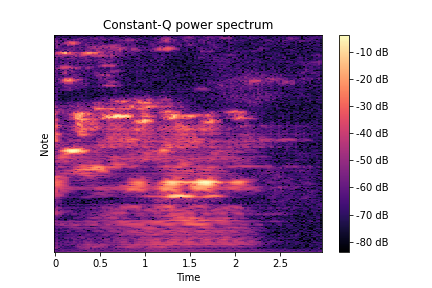 Constant-Q power spectrum
-10 dB
-20 dB
-30 dB
-40 dB
-50 dB
-60 dB
-70 dB
-80 dB
Note
0
0.5
1
1.5
2
2.5
Time